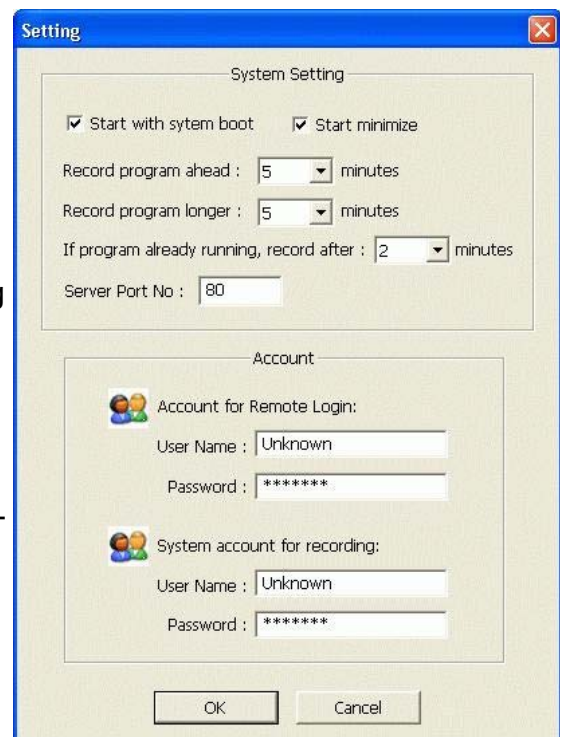 Setting
System Setting
Start with sytem boot Start minimize
Record program ahead : 5 minutes
Record program longer : 5 minutes
If program already running, record after : 2 minutes
g
Server Port No : 80
Account
Account for Remote Login:
User Name : Unknown
Password : *******
-
System account for recording:
User Name : Unknown
Password : *******
OK Cancel